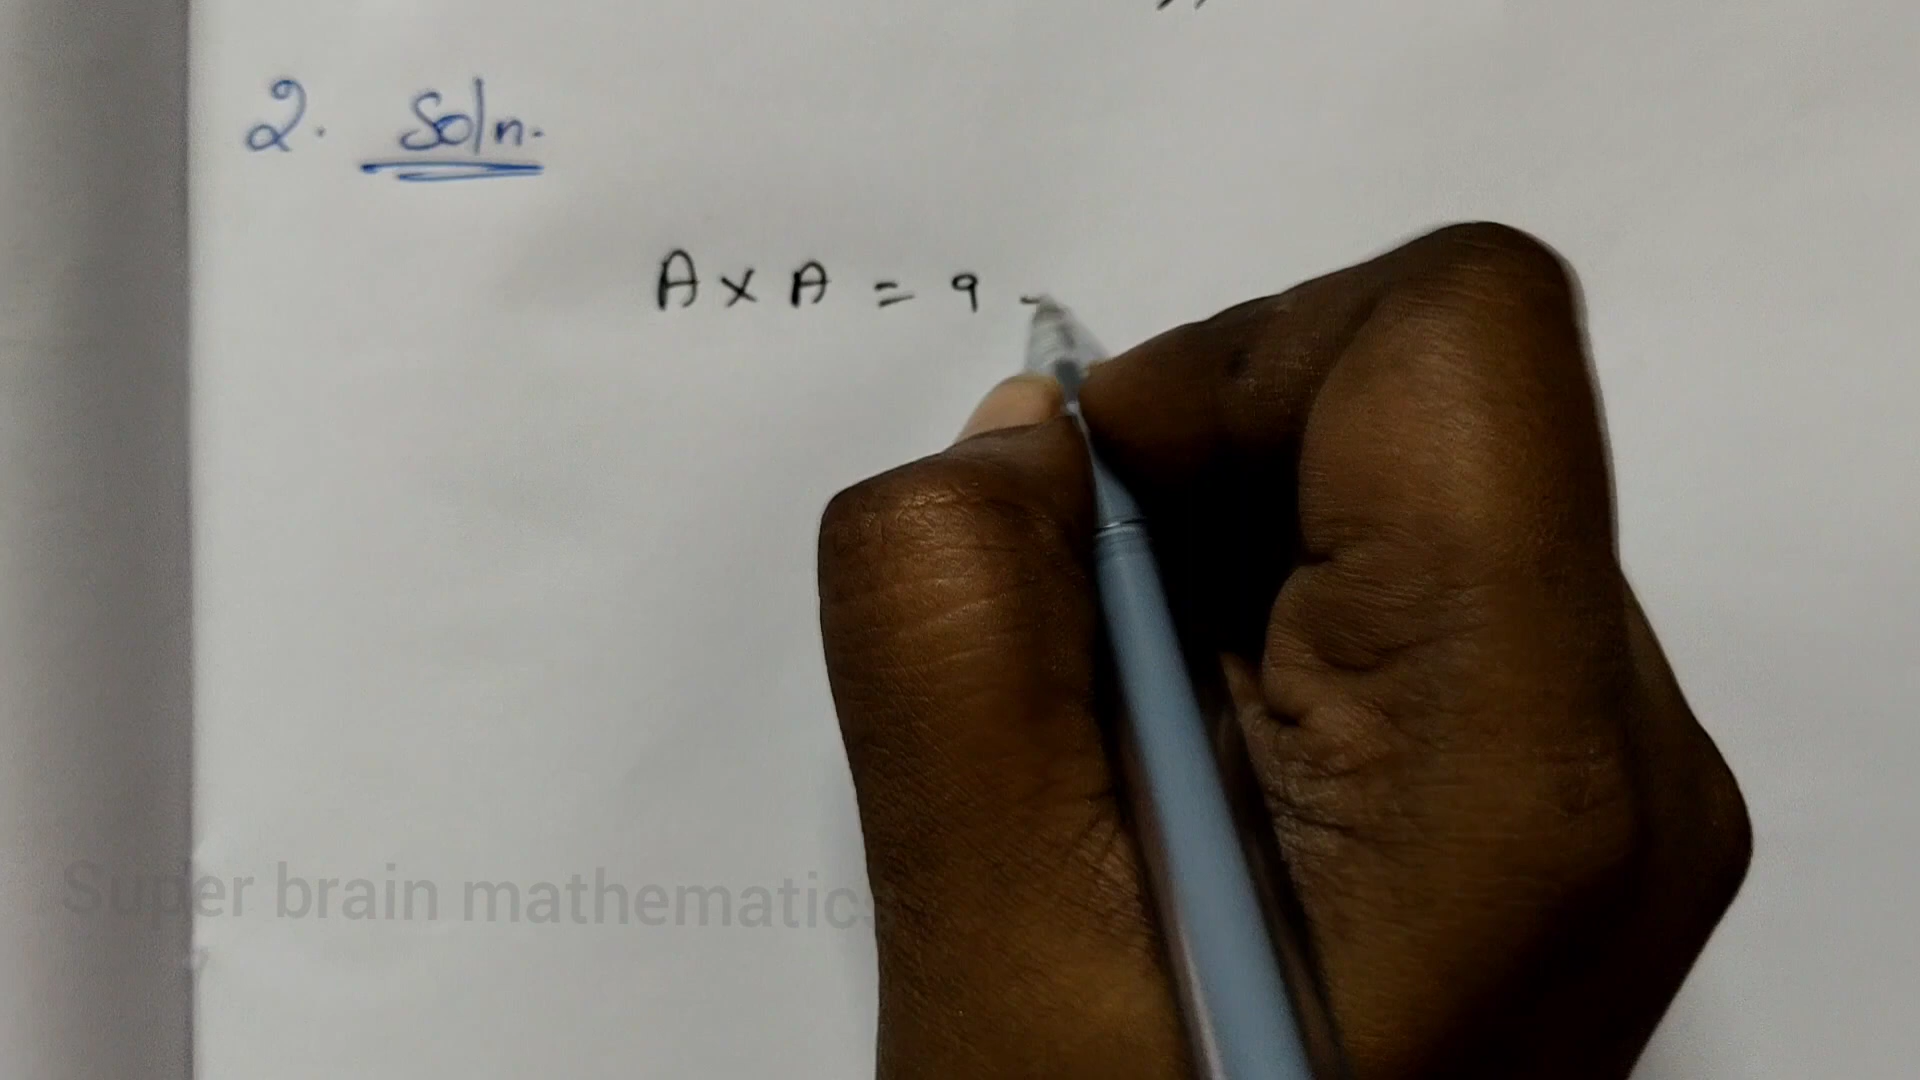 2. Soln.
A x A = 9 -
Super brain mathematics